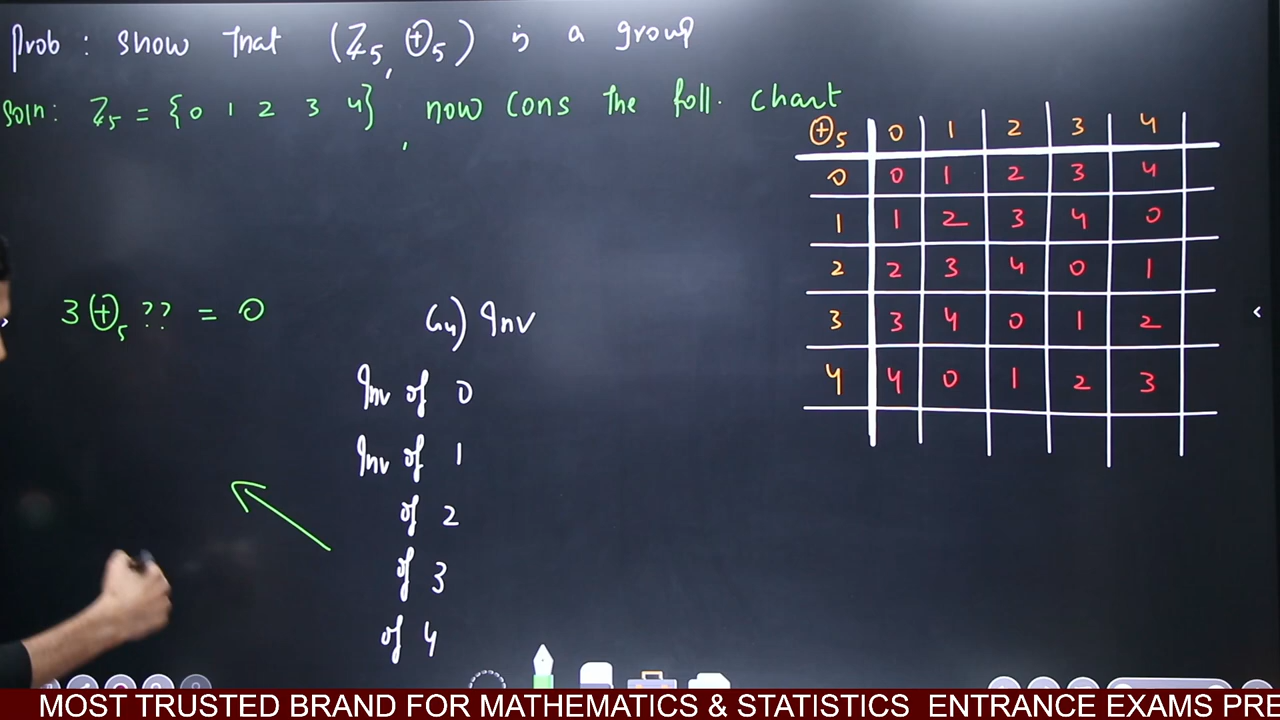 Prob : show that (Z5, ⊕5) is a group
Soln: Z5 = {0 1 2 3 4}, now cons the foll. chart
⊕5 0 1 2 3 4
0 0 1 2 3 4
1 1 2 3 4 0
2 2 3 4 0 1
3 3 4 0 1 2
4 4 0 1 2 3
3 ⊕5 ?? = 0
G4) Inv
Inv of 0
Inv of 1
of 2
of 3
of 4
MOST TRUSTED BRAND FOR MATHEMATICS & STATISTICS ENTRANCE EXAMS PRE